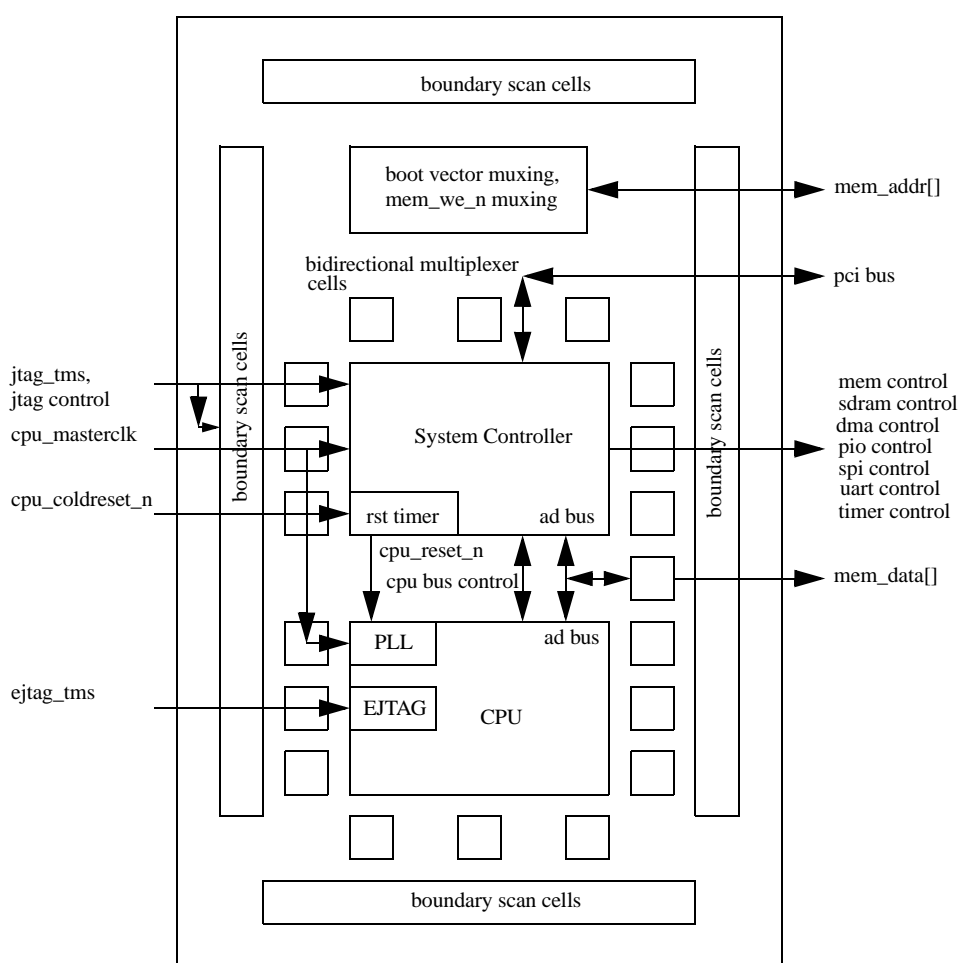 boundary scan cells
boot vector muxing,
mem_we_n muxing
mem_addr[]
bidirectional multiplexer
cells
pci bus
boundary scan cells
boundary scan cells
jtag_tms,
jtag control
cpu_masterclk
cpu_coldreset_n
System Controller
rst timer
ad bus
mem control
sdram control
dma control
pio control
spi control
uart control
timer control
cpu_reset_n
cpu bus control
mem_data[]
PLL
ad bus
ejtag_tms
EJTAG
CPU
boundary scan cells